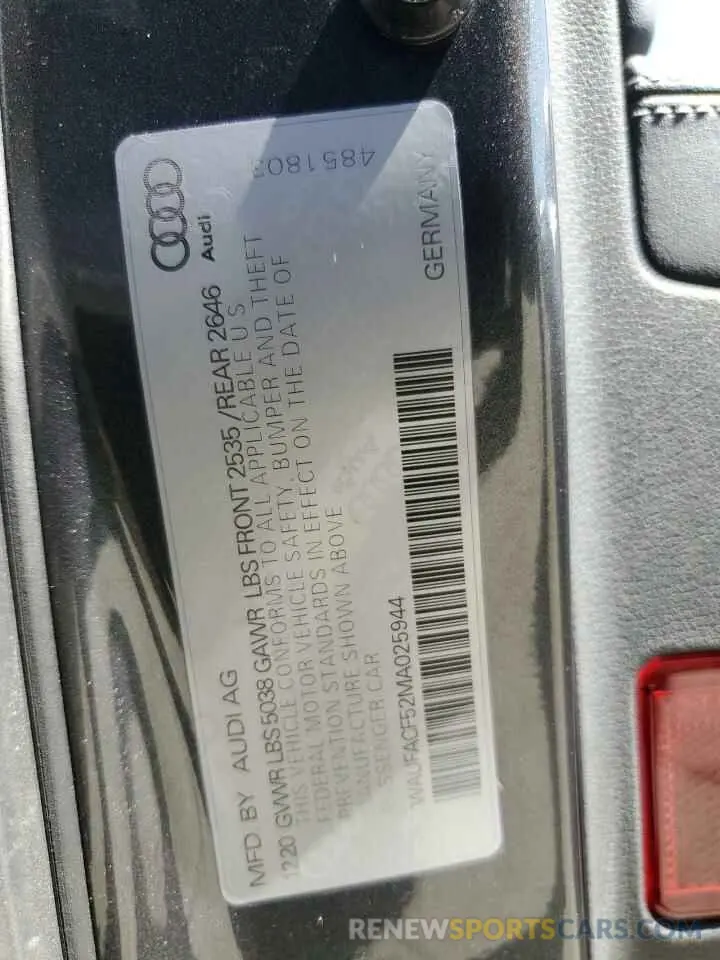 MFD BY AUDI AG Audi
1220 GVWR LBS 5038 GAWR LBS FRONT 2535 / REAR 2646
THIS VEHICLE CONFORMS TO ALL APPLICABLE U S
FEDERAL MOTOR VEHICLE SAFETY, BUMPER AND THEFT
PREVENTION STANDARDS IN EFFECT ON THE DATE OF
MANUFACTURE SHOWN ABOVE
SSENGER CAR
WAUFACF52MA025944
GERMANY
485180
RENEWSPORTSCARS.COM